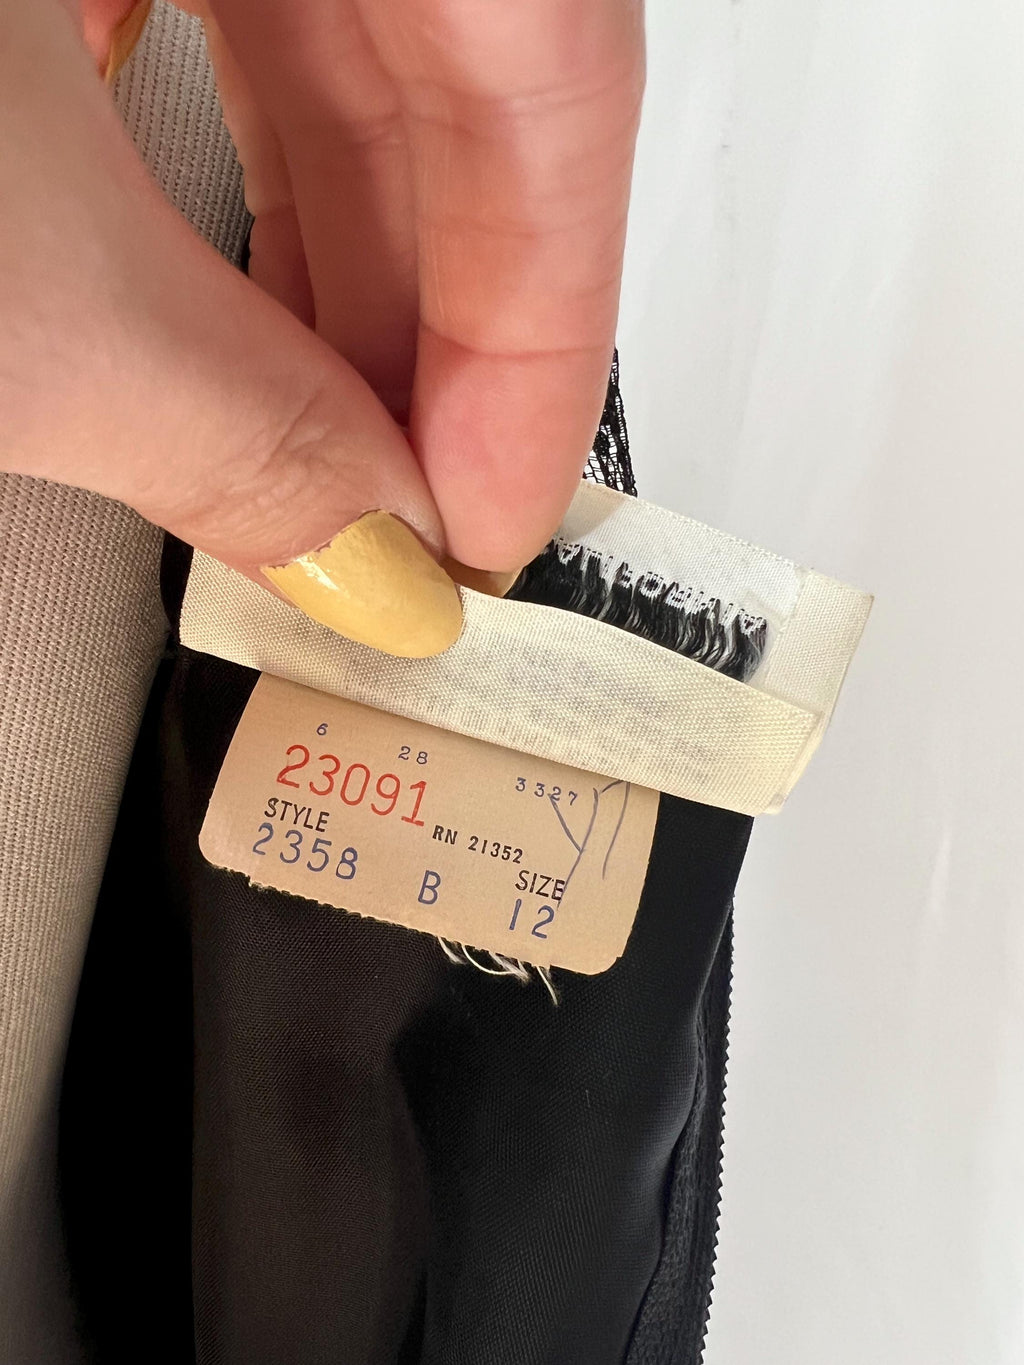 6 28 3327
23091
RN 21352
STYLE SIZE
2358 B 12